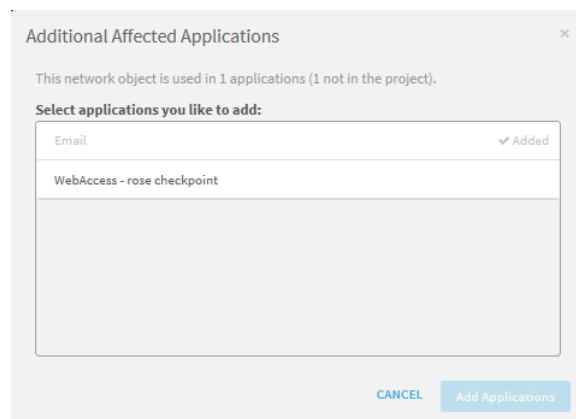 Additional Affected Applications ×
This network object is used in 1 applications (1 not in the project).
Select applications you like to add:
Email ✔ Added
WebAccess - rose checkpoint
CANCEL Add Applications